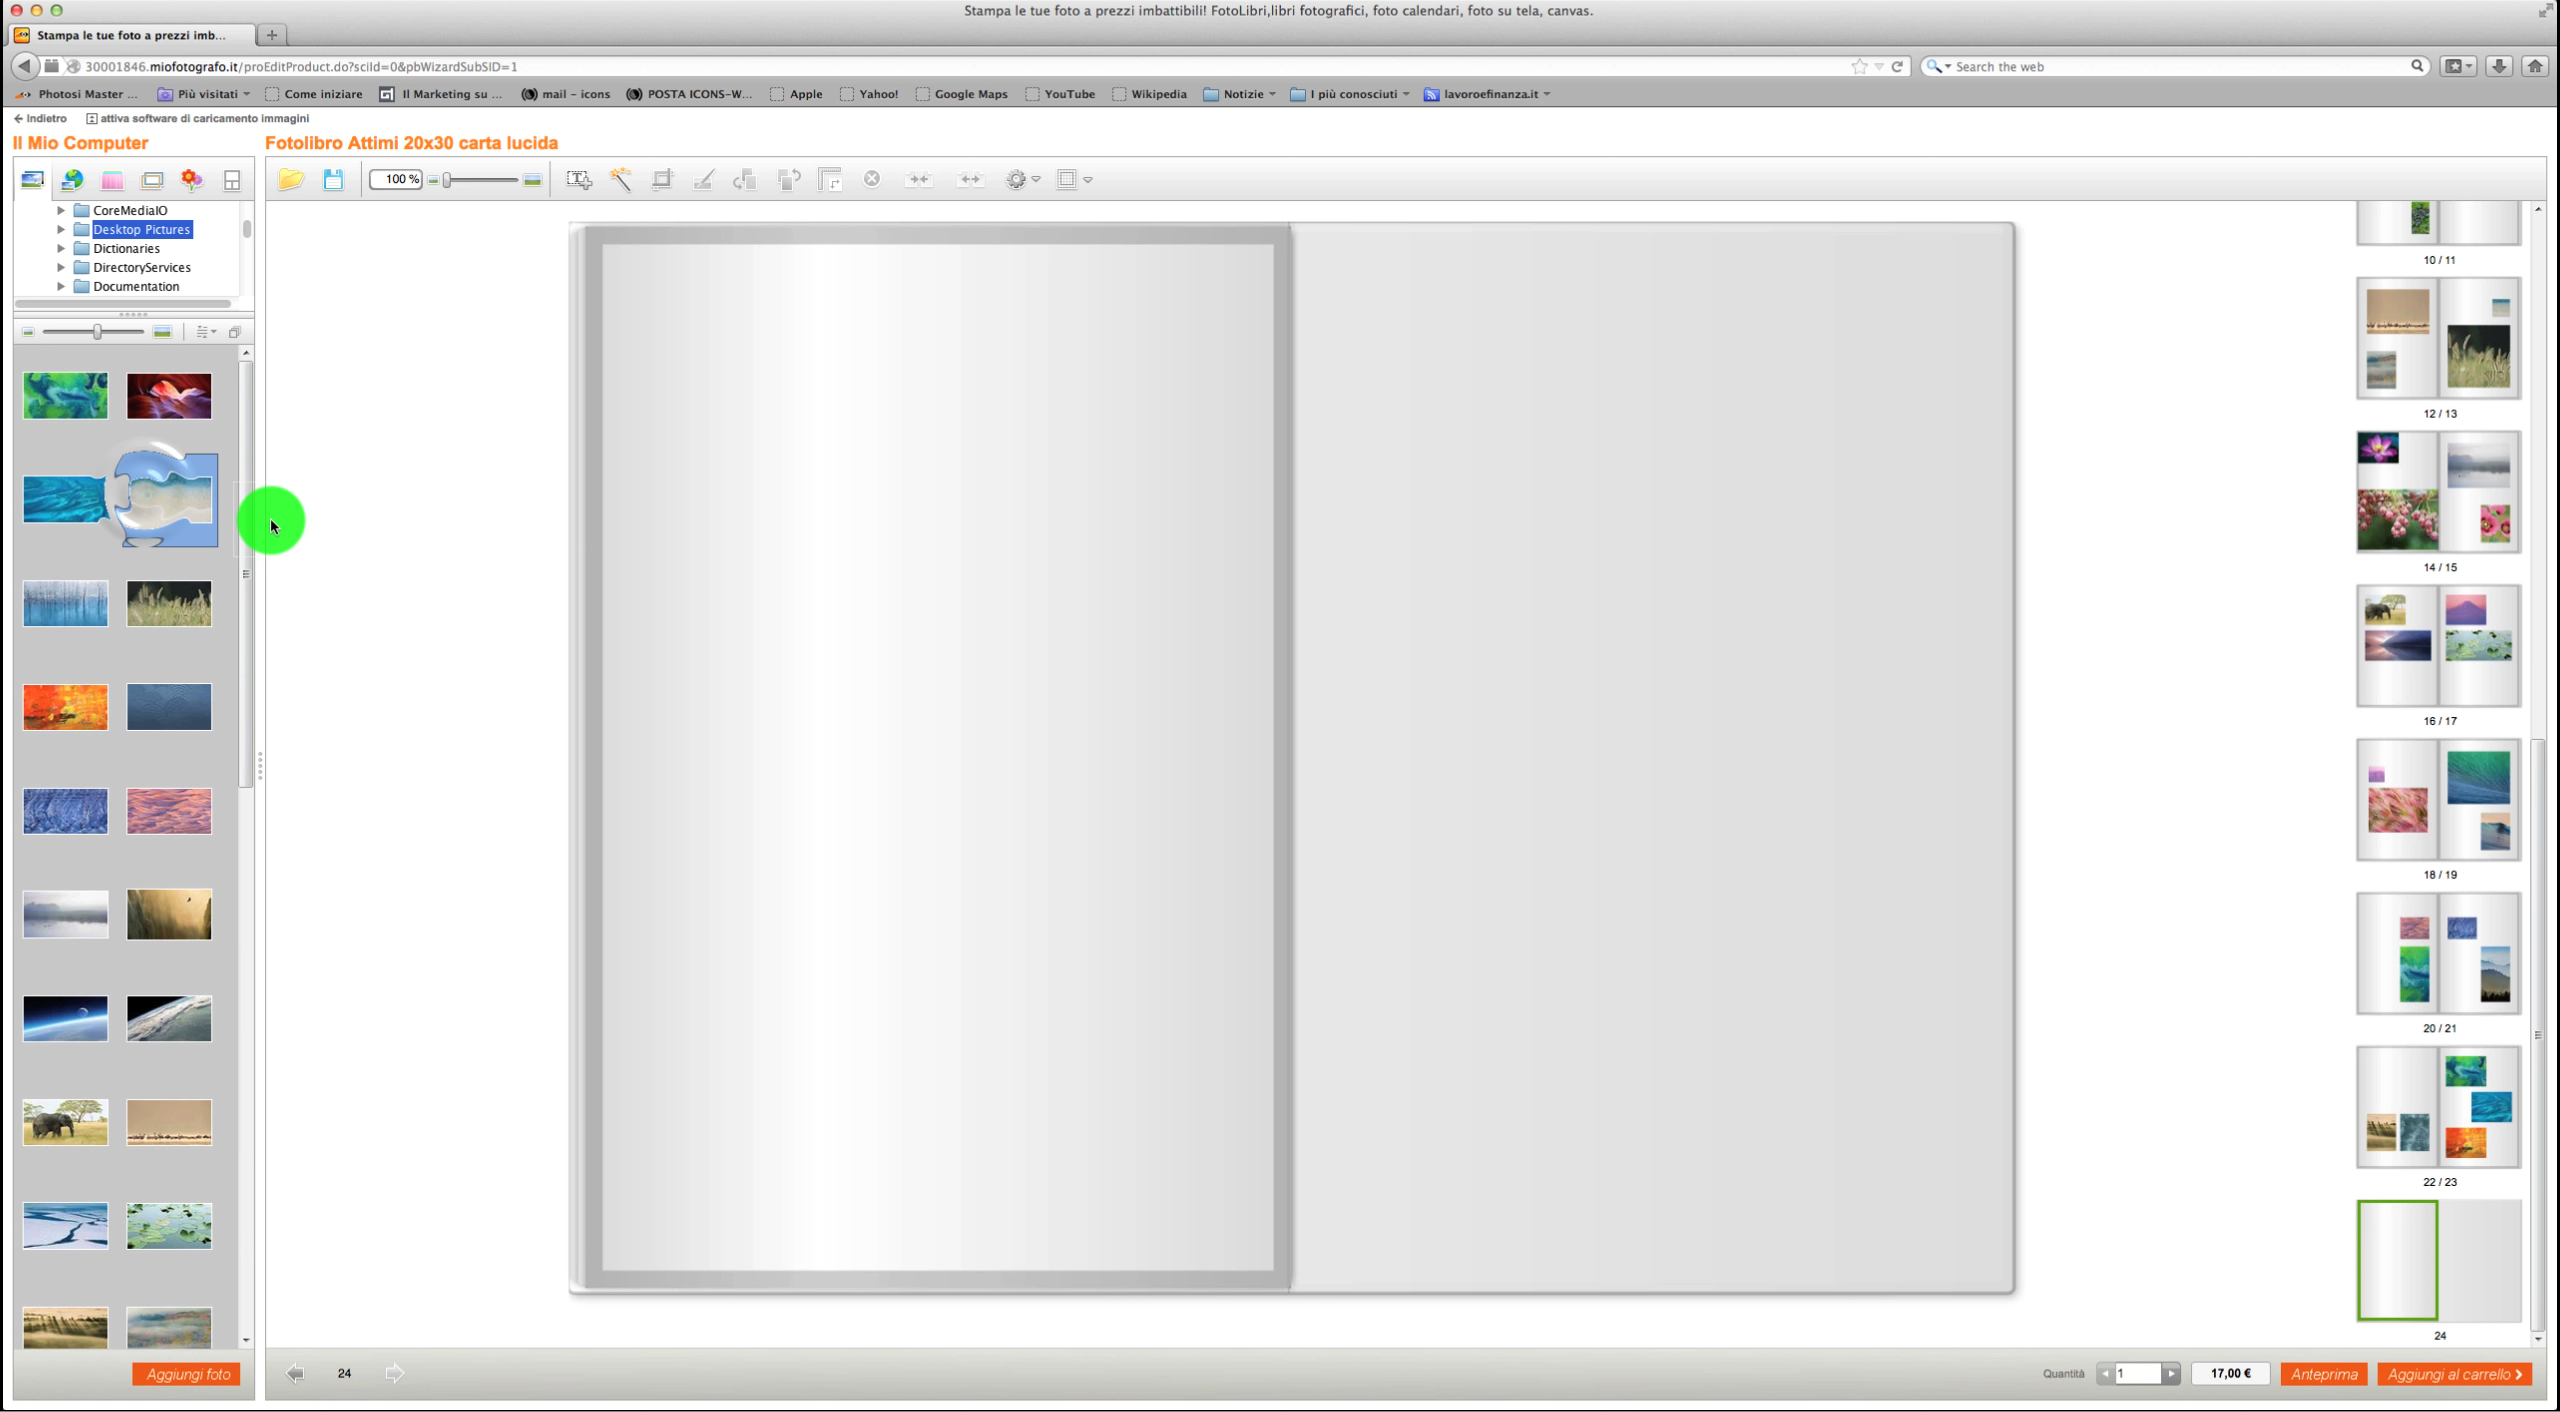 Stampa le tue foto a prezzi imbattibili! FotoLibri,libri fotografici, foto calendari, foto su tela, canvas.
Stampa le tue foto a prezzi imb...
30001846.miofotografo.it/proEditProduct.do?sciId=0&pbWizardSubSID=1
Search the web
Photosi Master ...
Più visitati
Come iniziare
Il Marketing su ...
mail - icons
POSTA ICONS-W...
Apple
Yahoo!
Google Maps
YouTube
Wikipedia
Notizie
I più conosciuti
lavoroefinanza.it
Indietro
attiva software di caricamento immagini
Il Mio Computer
Fotolibro Attimi 20x30 carta lucida
100 %
CoreMediaIO
Desktop Pictures
Dictionaries
DirectoryServices
Documentation
10 / 11
12 / 13
14 / 15
16 / 17
18 / 19
20 / 21
22 / 23
24
Aggiungi foto
24
Quantità
1
17,00 €
Anteprima
Aggiungi al carrello